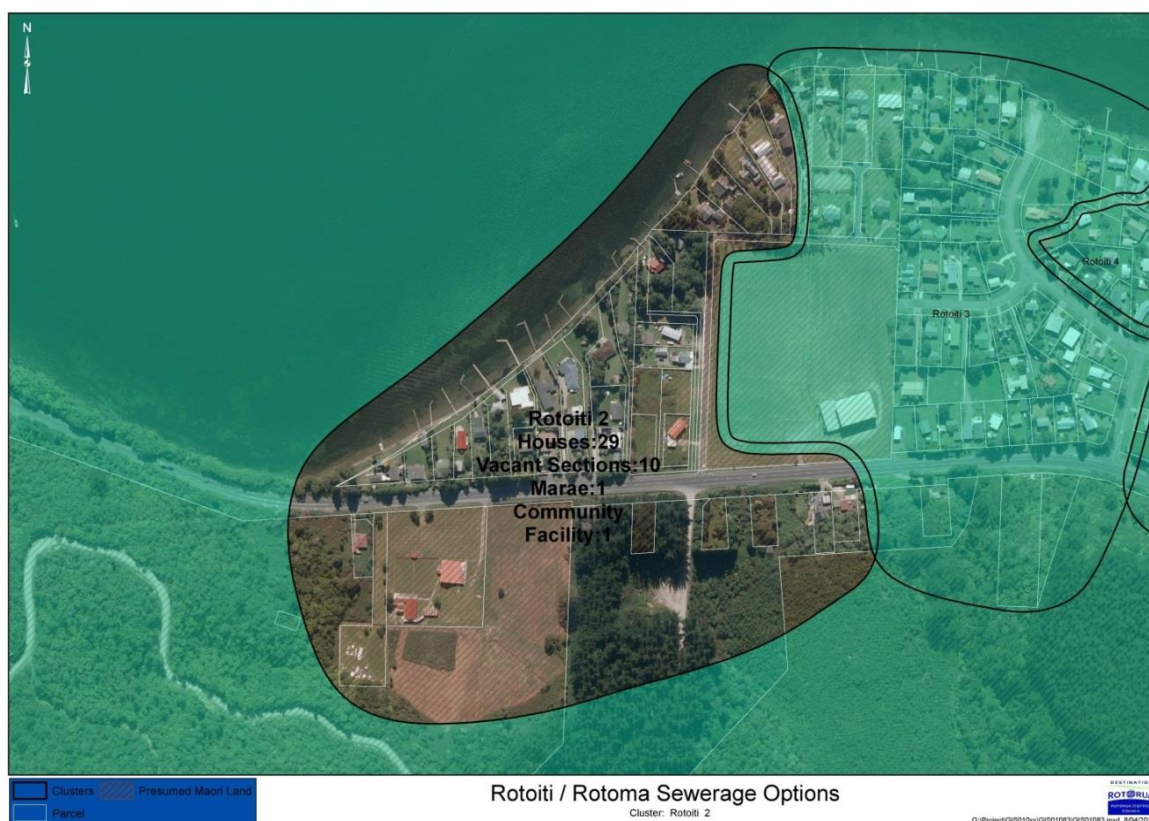 N
Rotoiti 4
Rotoiti 3
Rotoiti 2
Houses:29
Vacant Sections:10
Marae:1
Community
Facility:1
Clusters
Presumed Maori Land
Parcel
Rotoiti / Rotoma Sewerage Options
Cluster: Rotoiti 2
DESTINATION
ROTORUA